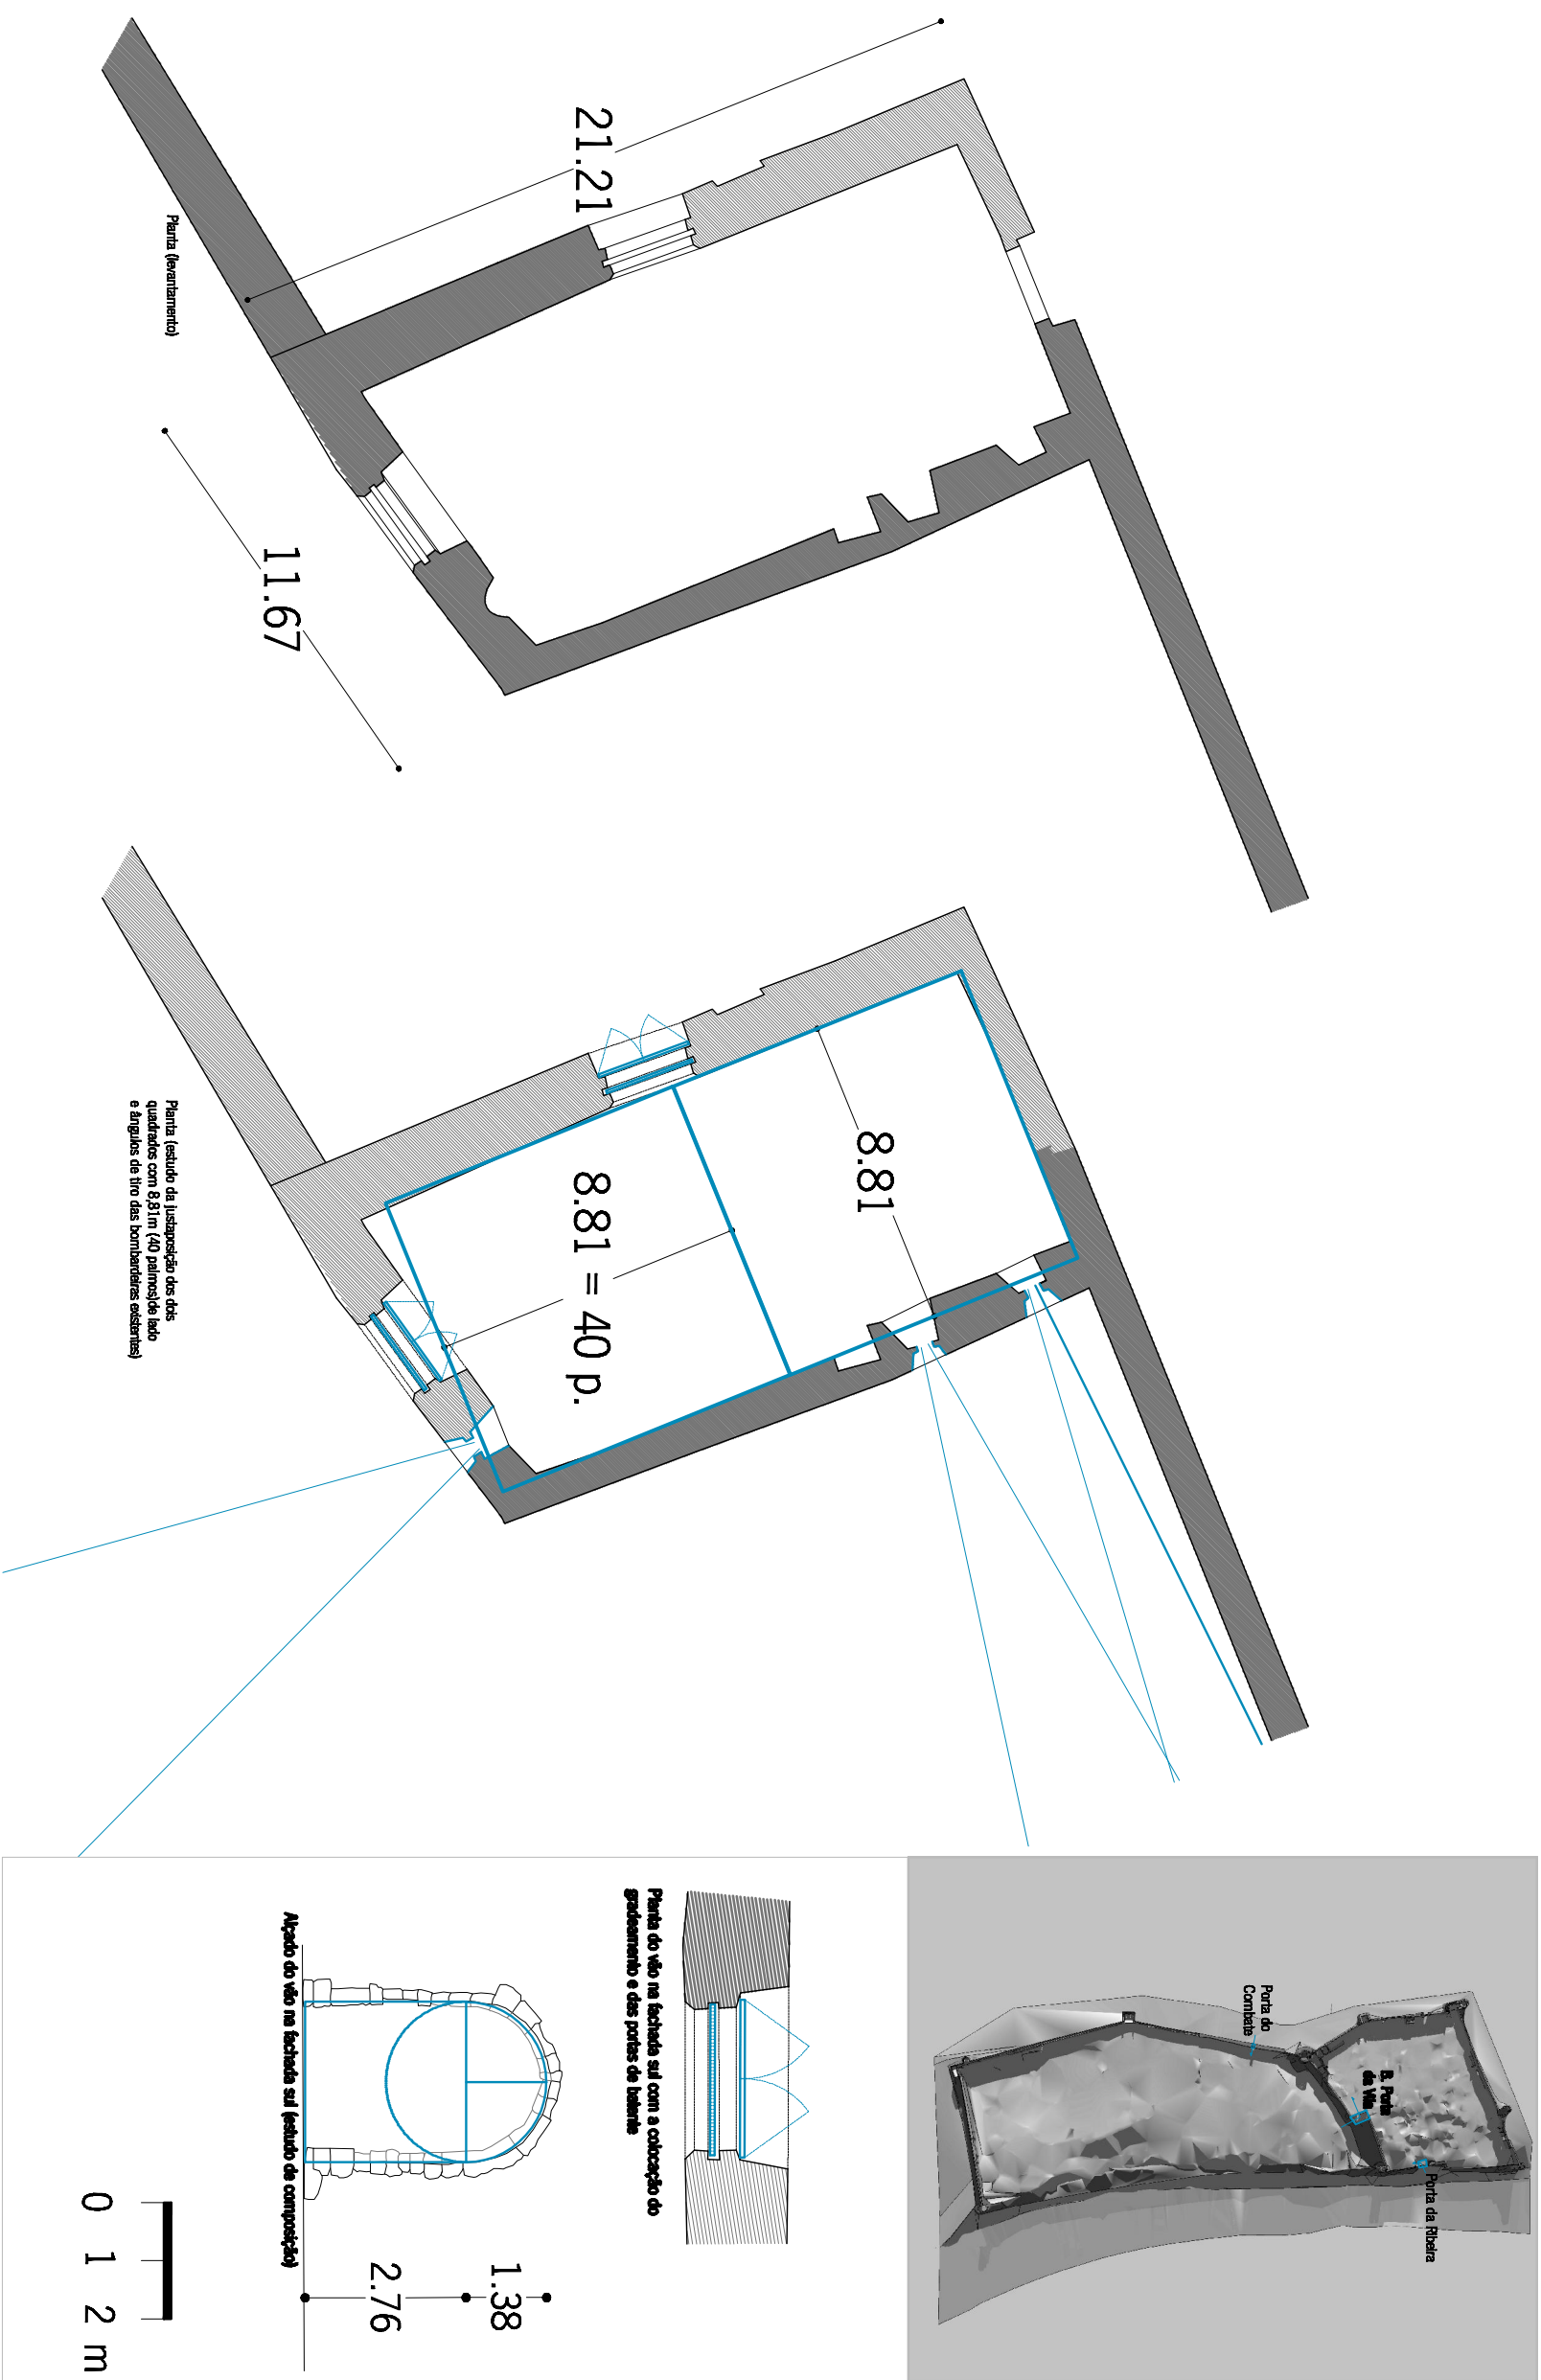 21.21
11.67
Planta (levantamento)
8.81
8.81 = 40 p.
Planta (estudo da justaposição dos dois
quadrados com 8,81m (40 palmos)de lado
e ângulos de tiro das bombardeiras existentes)
Porta do
Combate
B. Porta
da Vila
Porta da Ribeira
Planta do vão na fachada sul com a colocação do
gradeamento e das portas de batente
Alçado do vão na fachada sul (estudo de composição)
1.38
2.76
0 1 2 m